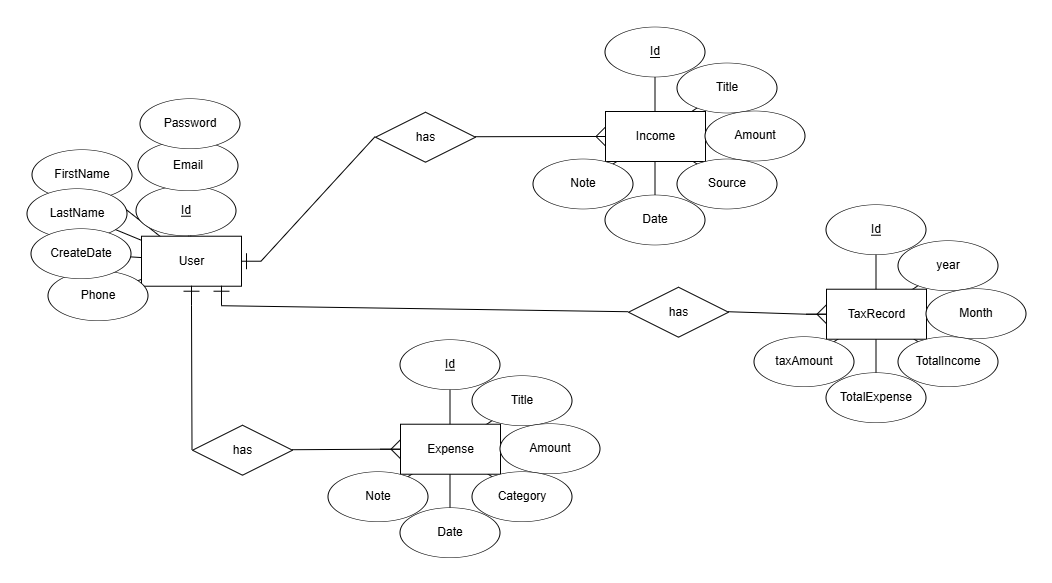 Id
Title
Income
Amount
has
Note
Source
Date
Password
Email
FirstName
Id
LastName
CreateDate
User
Phone
Id
year
TaxRecord
Month
has
taxAmount
TotalIncome
TotalExpense
Id
Title
Expense
Amount
has
Note
Category
Date